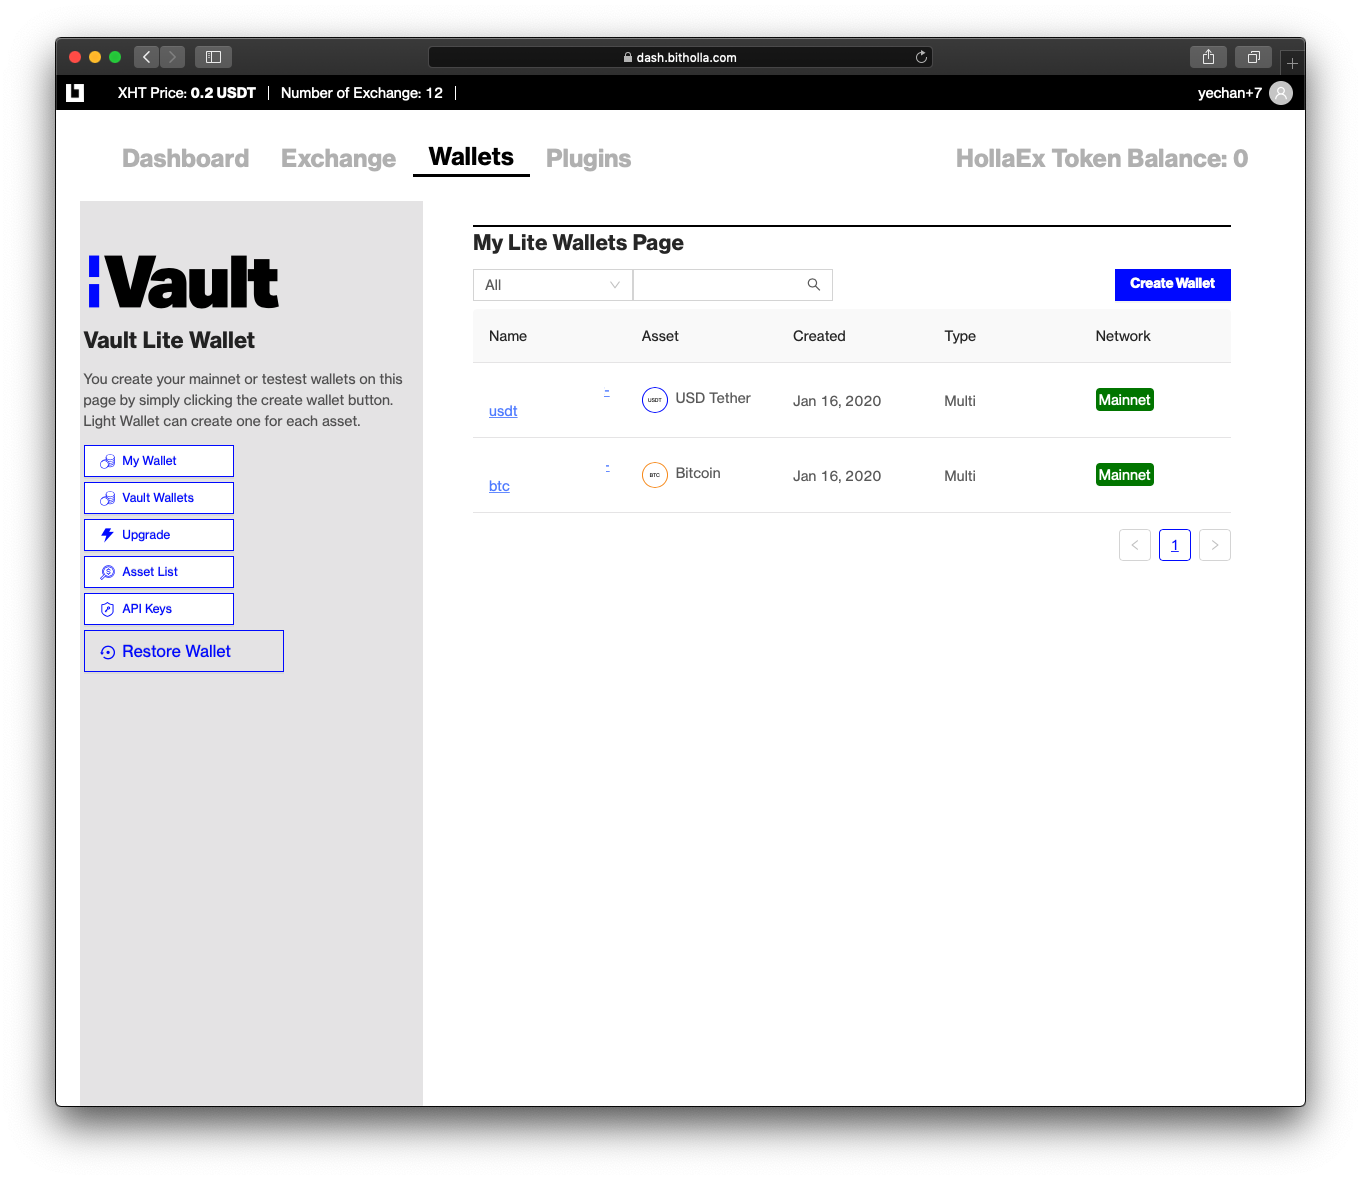 dash.bitholla.com
XHT Price: 0.2 USDT | Number of Exchange: 12 |
yechan+7
Dashboard Exchange Wallets Plugins
HollaEx Token Balance: 0
Vault
Vault Lite Wallet
You create your mainnet or testest wallets on this
page by simply clicking the create wallet button.
Light Wallet can create one for each asset.
My Wallet
Vault Wallets
Upgrade
Asset List
API Keys
Restore Wallet
My Lite Wallets Page
All
Create Wallet
Name Asset Created Type Network
usdt - USDT USD Tether Jan 16, 2020 Multi Mainnet
btc - BTC Bitcoin Jan 16, 2020 Multi Mainnet
< 1 >